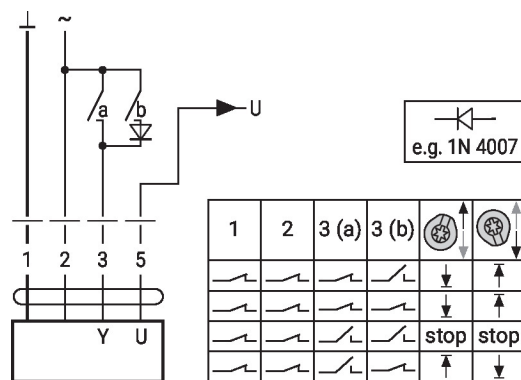 ⊥ ~
a b
U
e.g. 1N 4007
1 2 3 5
Y U
1 2 3 (a) 3 (b)
stop stop